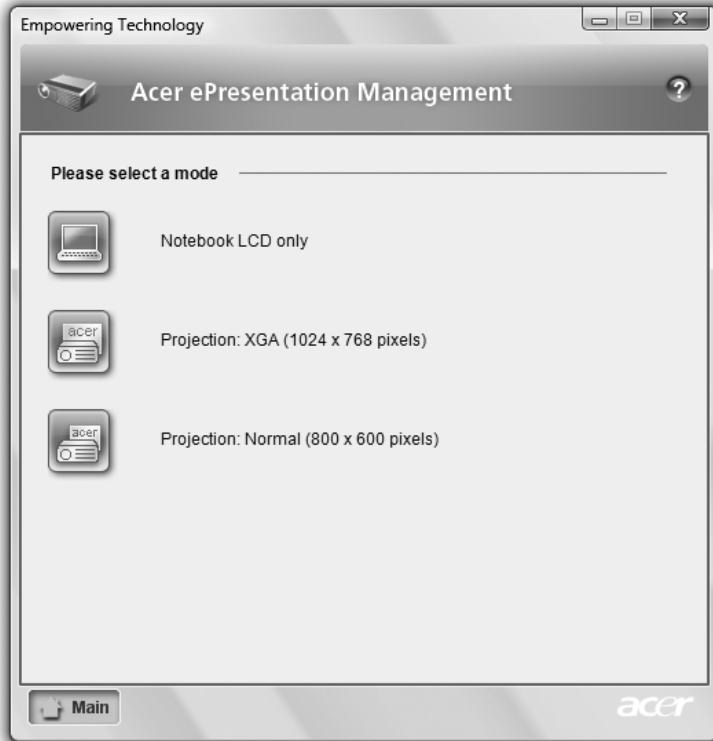 Empowering Technology
Acer ePresentation Management
?
Please select a mode
Notebook LCD only
acer
Projection: XGA (1024 x 768 pixels)
acer
Projection: Normal (800 x 600 pixels)
Main
acer